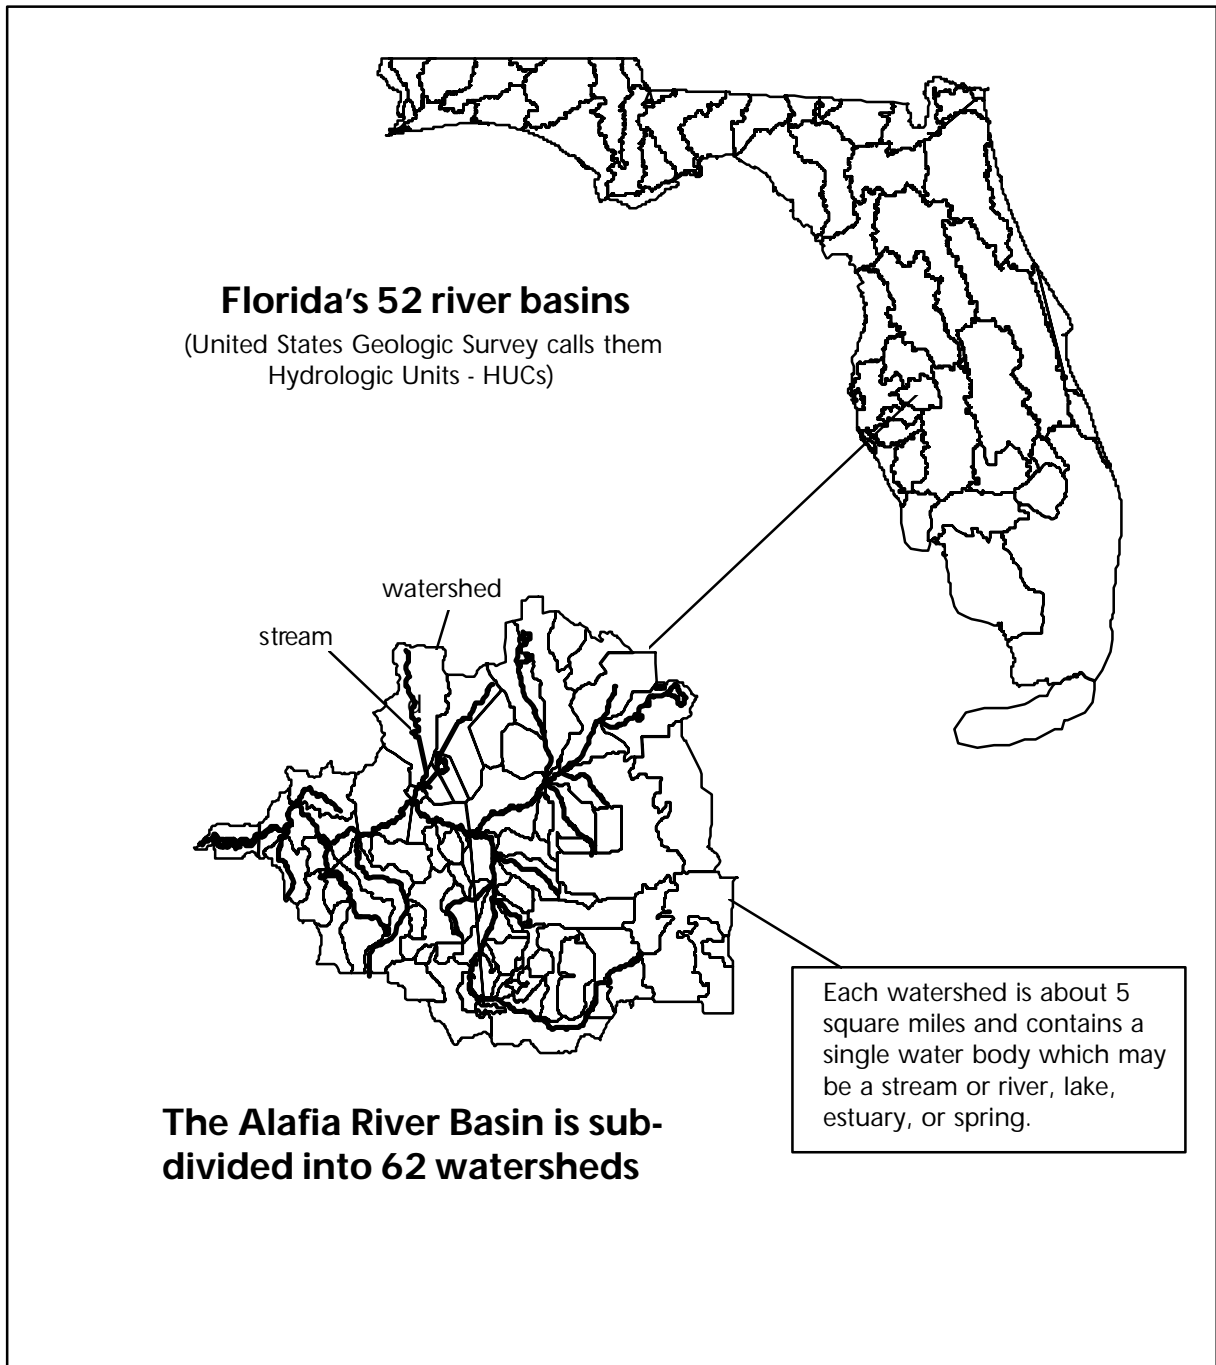 Florida's 52 river basins
(United States Geologic Survey calls them
Hydrologic Units - HUCs)
watershed
stream
Each watershed is about 5
square miles and contains a
single water body which may
be a stream or river, lake,
estuary, or spring.
The Alafia River Basin is sub-
divided into 62 watersheds